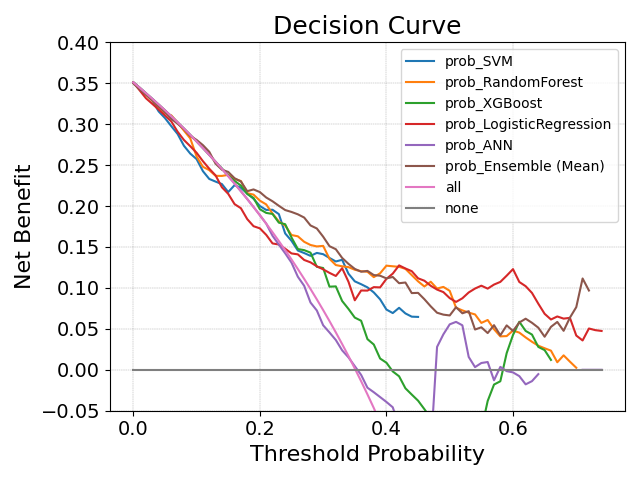 Decision Curve
Net Benefit
0.40
0.35
0.30
0.25
0.20
0.15
0.10
0.05
0.00
−0.05
prob_SVM
prob_RandomForest
prob_XGBoost
prob_LogisticRegression
prob_ANN
prob_Ensemble (Mean)
all
none
0.0 0.2 0.4 0.6
Threshold Probability